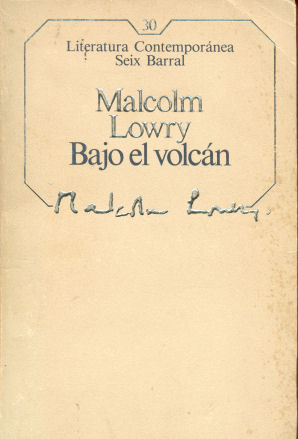 30
Literatura Contemporánea
Seix Barral
Malcolm
Lowry
Bajo el volcán
Malcolm Lowry.